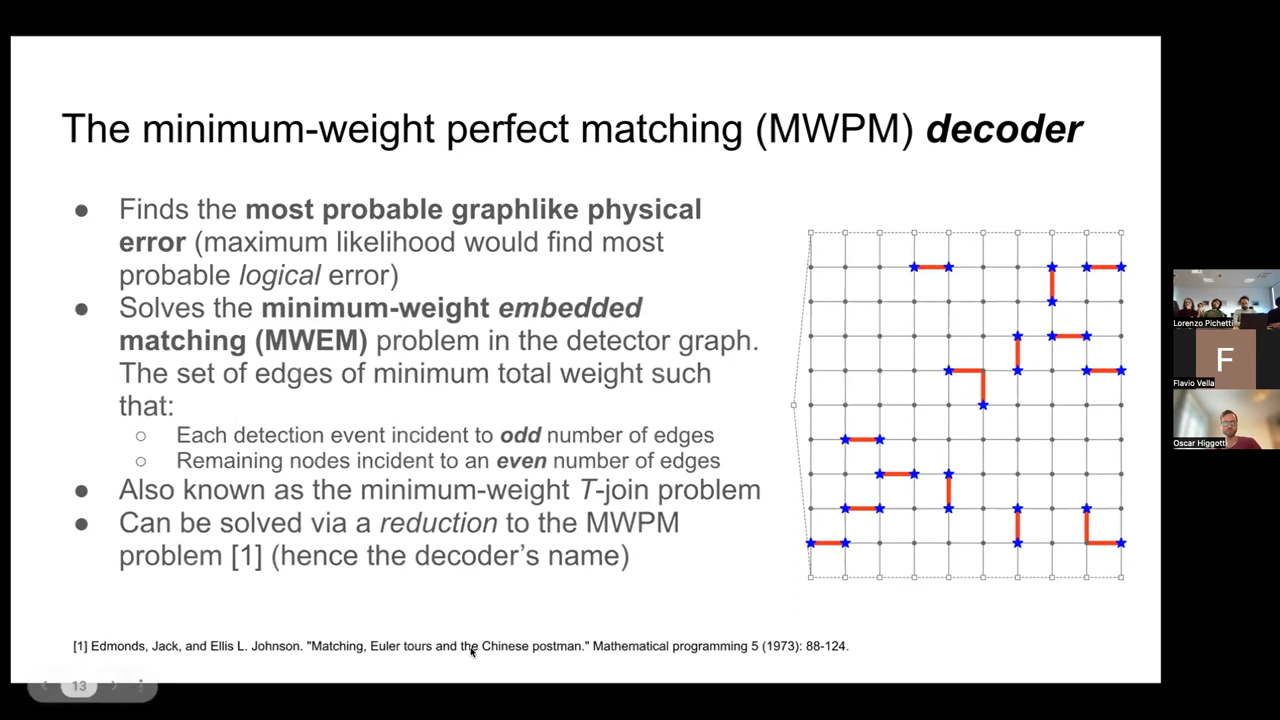 The minimum-weight perfect matching (MWPM) decoder
● Finds the most probable graphlike physical
error (maximum likelihood would find most
probable logical error)
● Solves the minimum-weight embedded
matching (MWEM) problem in the detector graph.
The set of edges of minimum total weight such
that:
○ Each detection event incident to odd number of edges
○ Remaining nodes incident to an even number of edges
● Also known as the minimum-weight T-join problem
● Can be solved via a reduction to the MWPM
problem [1] (hence the decoder’s name)
[1] Edmonds, Jack, and Ellis L. Johnson. "Matching, Euler tours and the Chinese postman." Mathematical programming 5 (1973): 88-124.
13
Lorenzo Pichetti
F
Flavio Vella
Oscar Higgott